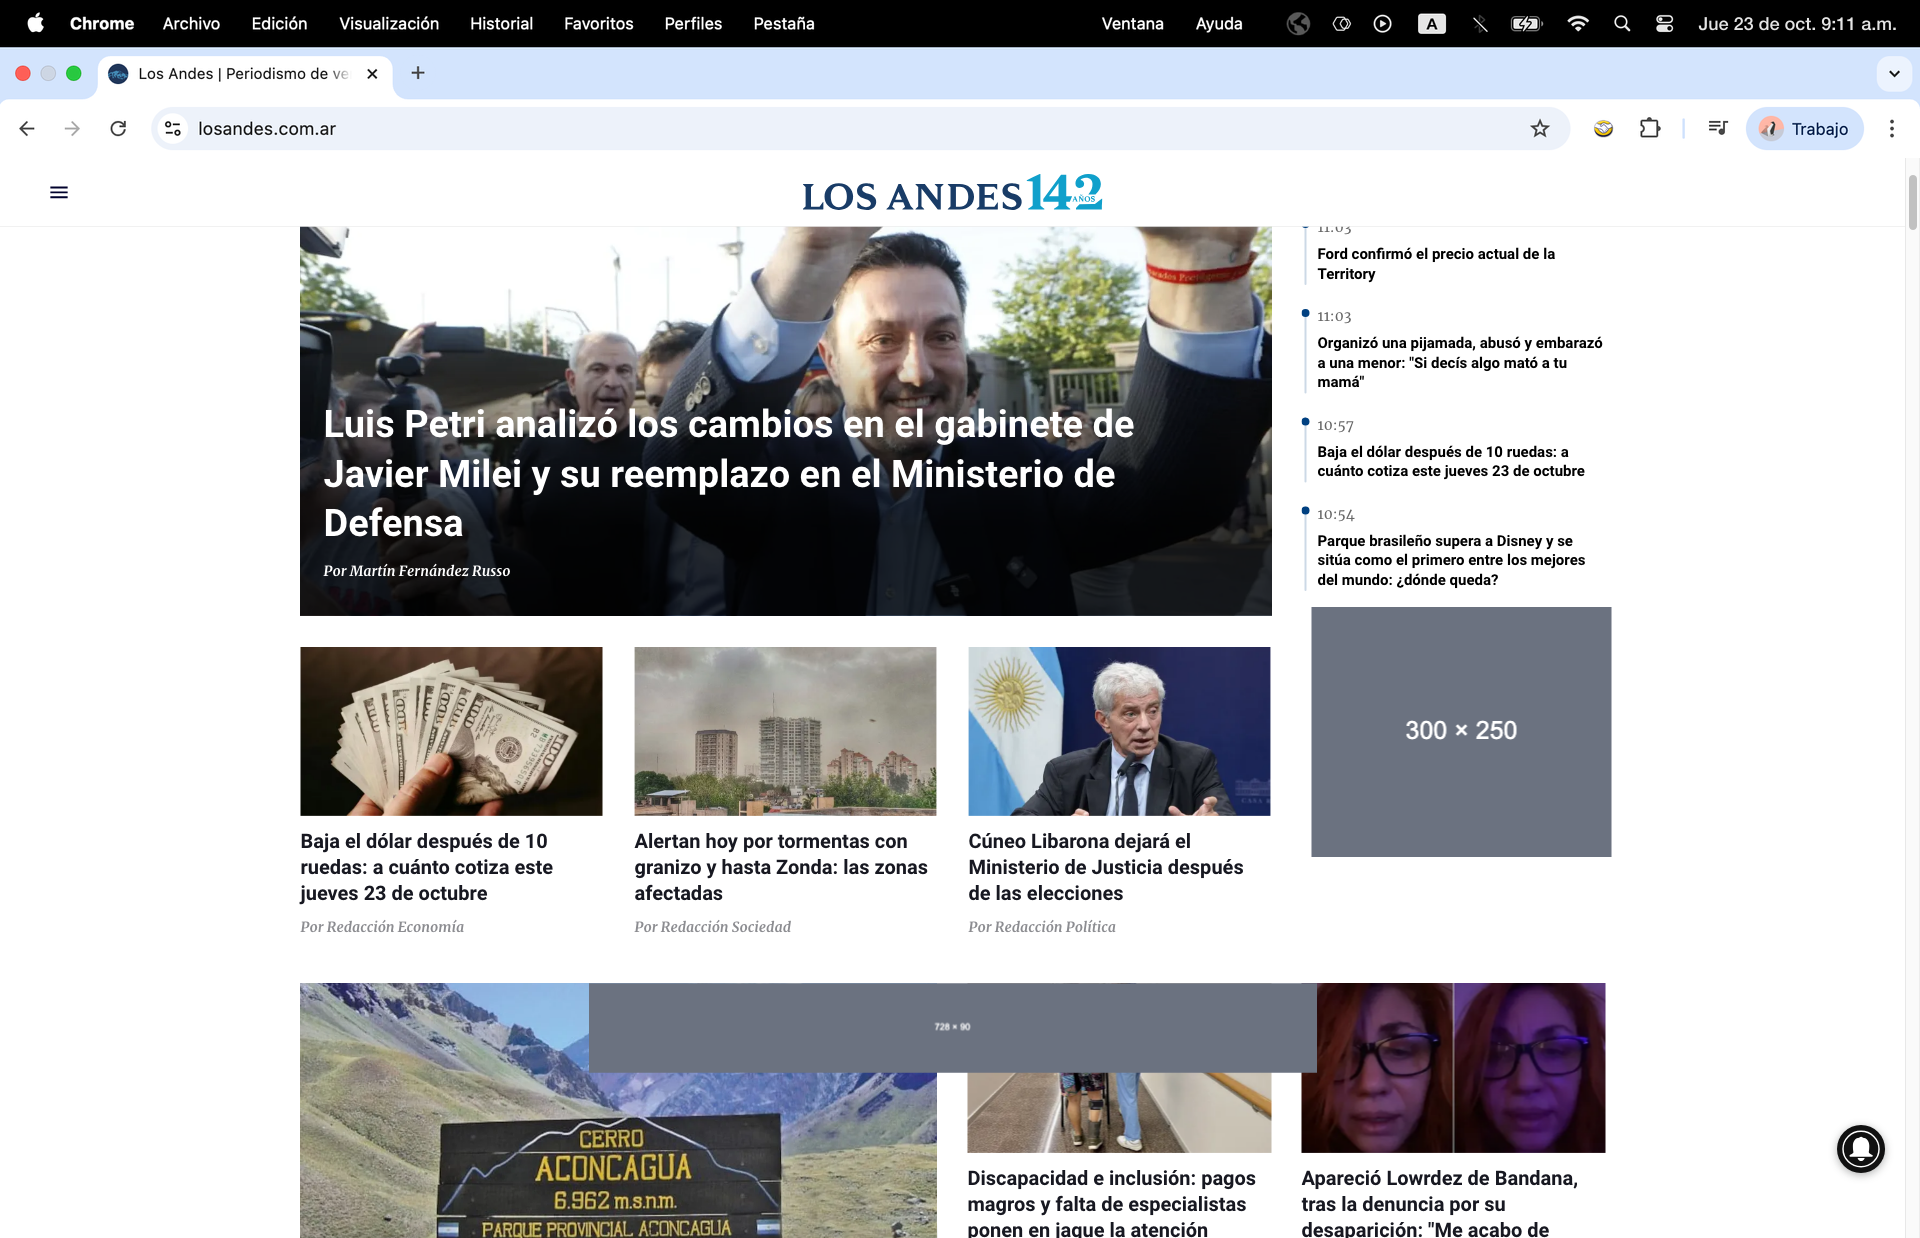 Chrome Archivo Edición Visualización Historial Favoritos Perfiles Pestaña Ventana Ayuda A Jue 23 de oct. 9:11 a.m.
Los Andes | Periodismo de ve
losandes.com.ar
Trabajo
LOS ANDES 142 AÑOS
Luis Petri analizó los cambios en el gabinete de
Javier Milei y su reemplazo en el Ministerio de
Defensa
Por Martín Fernández Russo
11:03
Ford confirmó el precio actual de la
Territory
11:03
Organizó una pijamada, abusó y embarazó
a una menor: "Si decís algo mató a tu
mamá"
10:57
Baja el dólar después de 10 ruedas: a
cuánto cotiza este jueves 23 de octubre
10:54
Parque brasileño supera a Disney y se
sitúa como el primero entre los mejores
del mundo: ¿dónde queda?
300 × 250
Baja el dólar después de 10
ruedas: a cuánto cotiza este
jueves 23 de octubre
Por Redacción Economía
Alertan hoy por tormentas con
granizo y hasta Zonda: las zonas
afectadas
Por Redacción Sociedad
Cúneo Libarona dejará el
Ministerio de Justicia después
de las elecciones
Por Redacción Política
728 × 90
CERRO
ACONCAGUA
6.962 m.s.n.m.
PARQUE PROVINCIAL ACONCAGUA
Discapacidad e inclusión: pagos
magros y falta de especialistas
ponen en jaque la atención
Apareció Lowrdez de Bandana,
tras la denuncia por su
desaparición: "Me acabo de